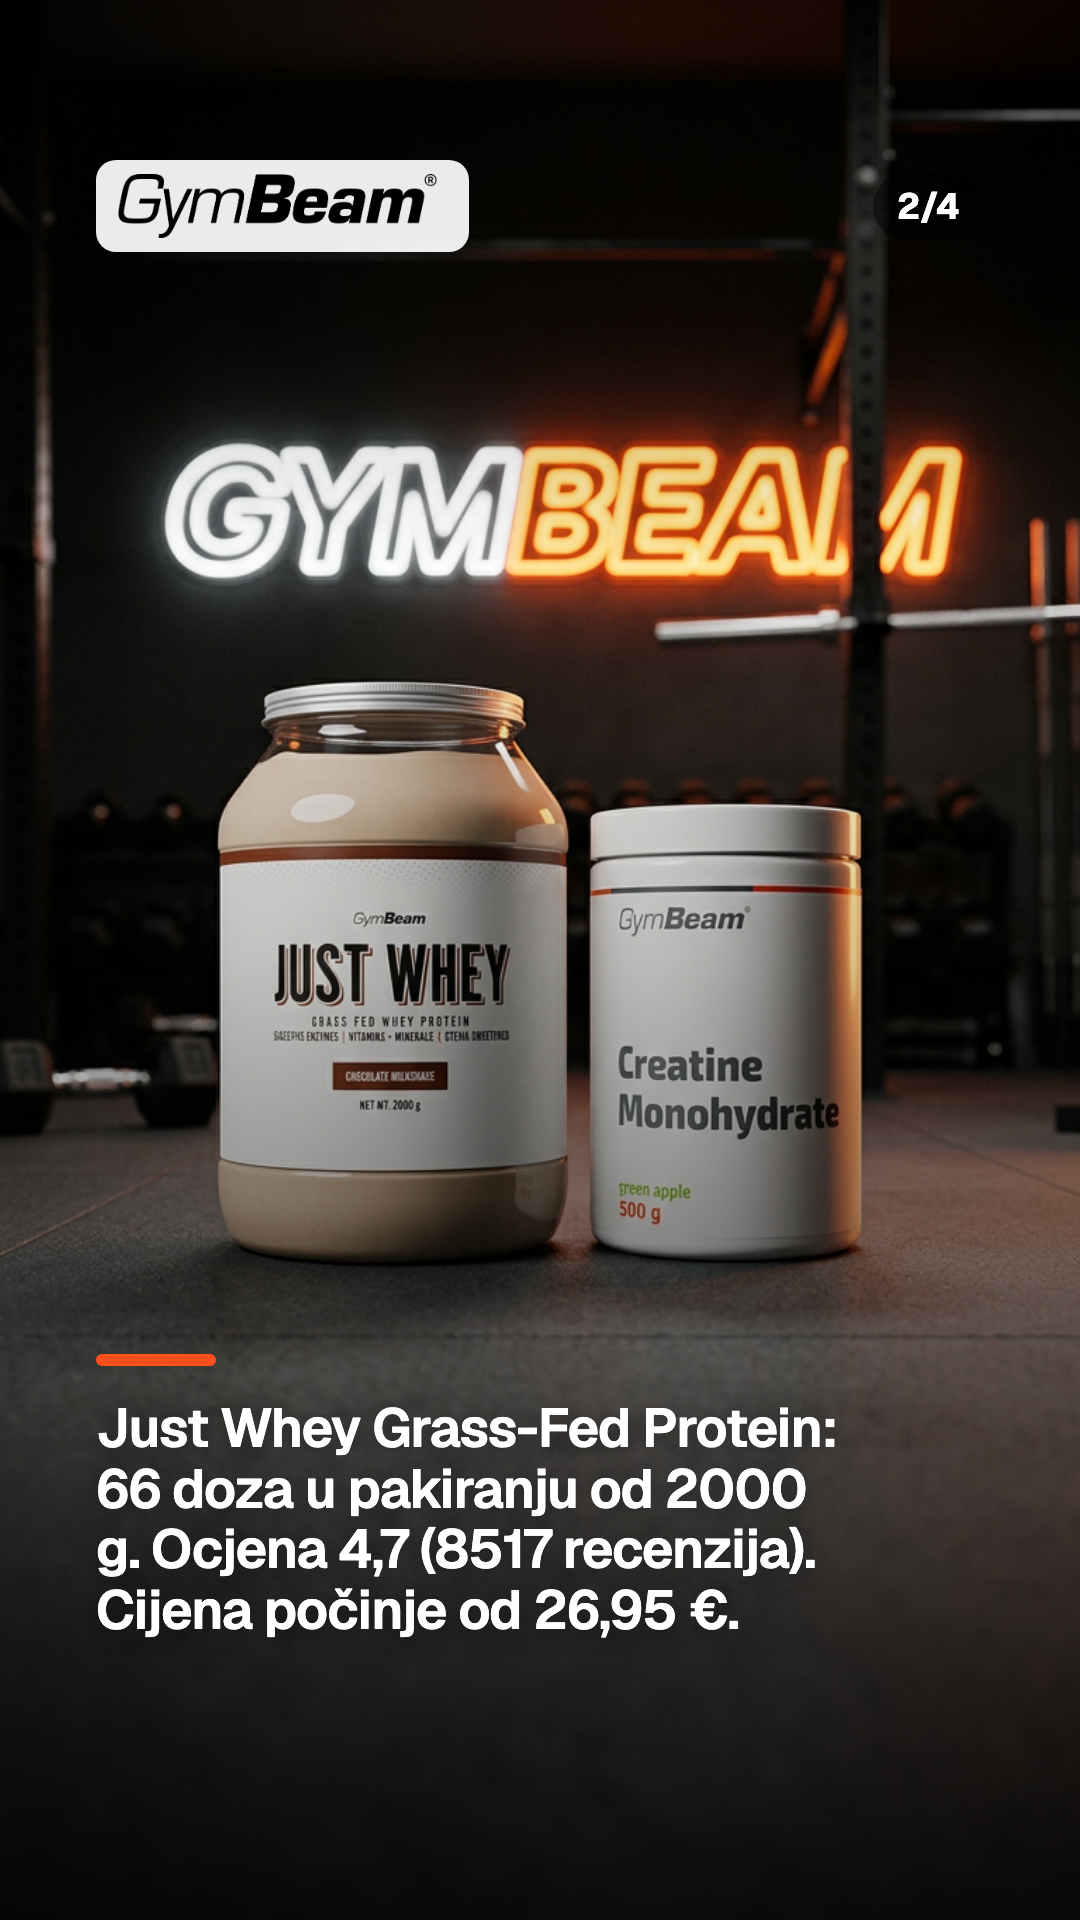 GymBeam®
2/4
GYMBEAM
GymBeam
JUST WHEY
GRASS FED WHEY PROTEIN
CHOCOLATE MILKSHAKE
NET WT. 2000 g
GymBeam®
Creatine
Monohydrate
green apple
500 g
Just Whey Grass-Fed Protein:
66 doza u pakiranju od 2000
g. Ocjena 4,7 (8517 recenzija).
Cijena počinje od 26,95 €.